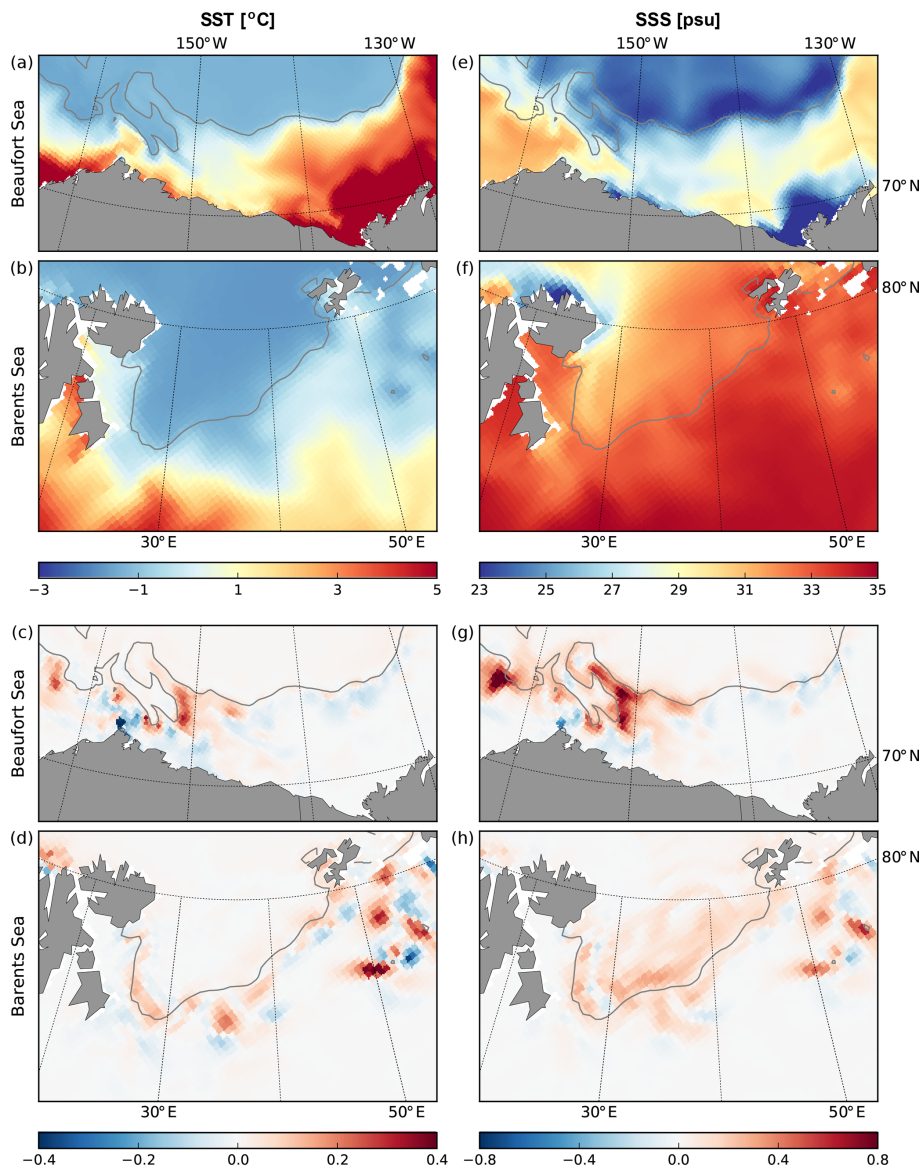 SST [°C] SSS [psu]
150°W 130°W 150°W 130°W
(a) (e)
Beaufort Sea 70°N
(b) (f)
Barents Sea 80°N
30°E 50°E 30°E 50°E
−3 −1 1 3 5 23 25 27 29 31 33 35
(c) (g)
Beaufort Sea 70°N
(d) (h)
Barents Sea 80°N
30°E 50°E 30°E 50°E
−0.4 −0.2 0.0 0.2 0.4 −0.8 −0.4 0.0 0.4 0.8